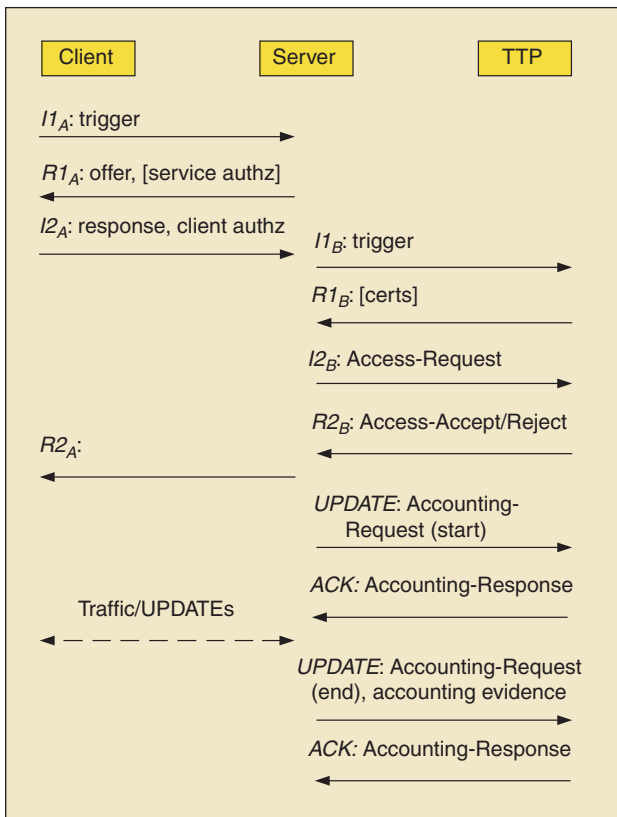 Client Server TTP
I1A: trigger
R1A: offer, [service authz]
I2A: response, client authz
I1B: trigger
R1B: [certs]
I2B: Access-Request
R2B: Access-Accept/Reject
R2A:
UPDATE: Accounting-
Request (start)
ACK: Accounting-Response
Traffic/UPDATEs
UPDATE: Accounting-Request
(end), accounting evidence
ACK: Accounting-Response